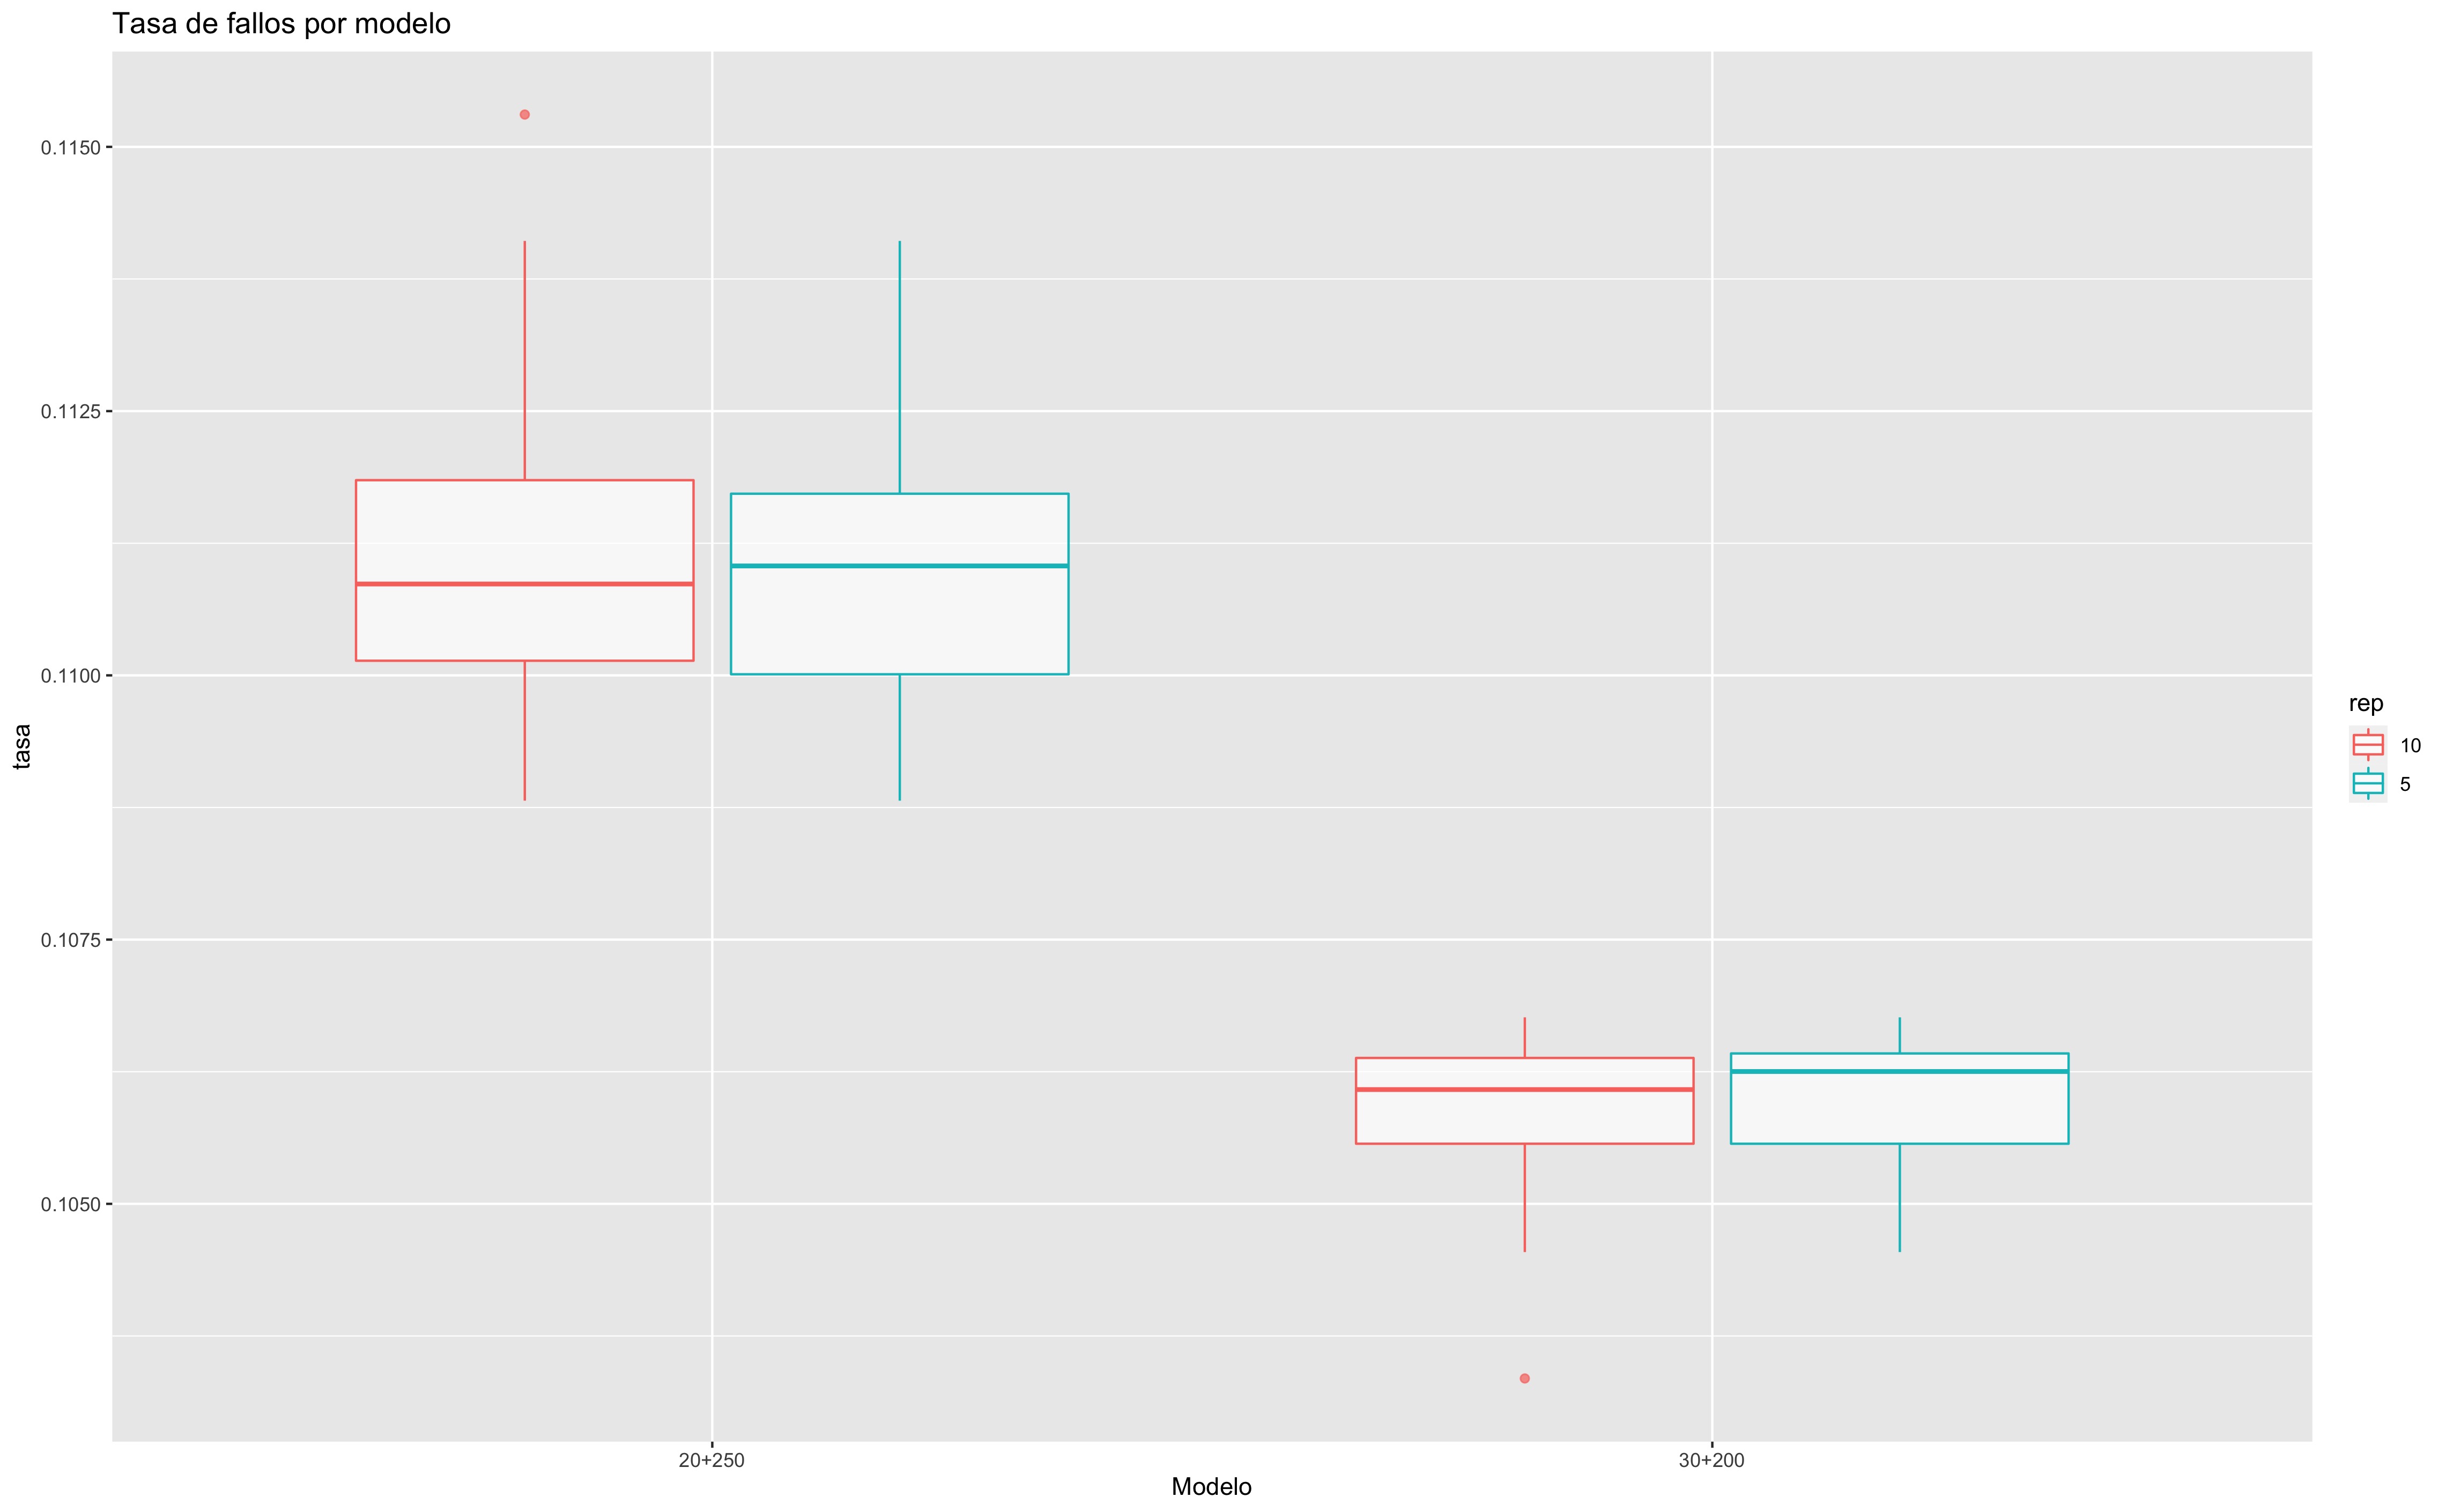 Tasa de fallos por modelo
tasa
0.1150
0.1125
0.1100
0.1075
0.1050
20+250
30+200
Modelo
rep
10
5